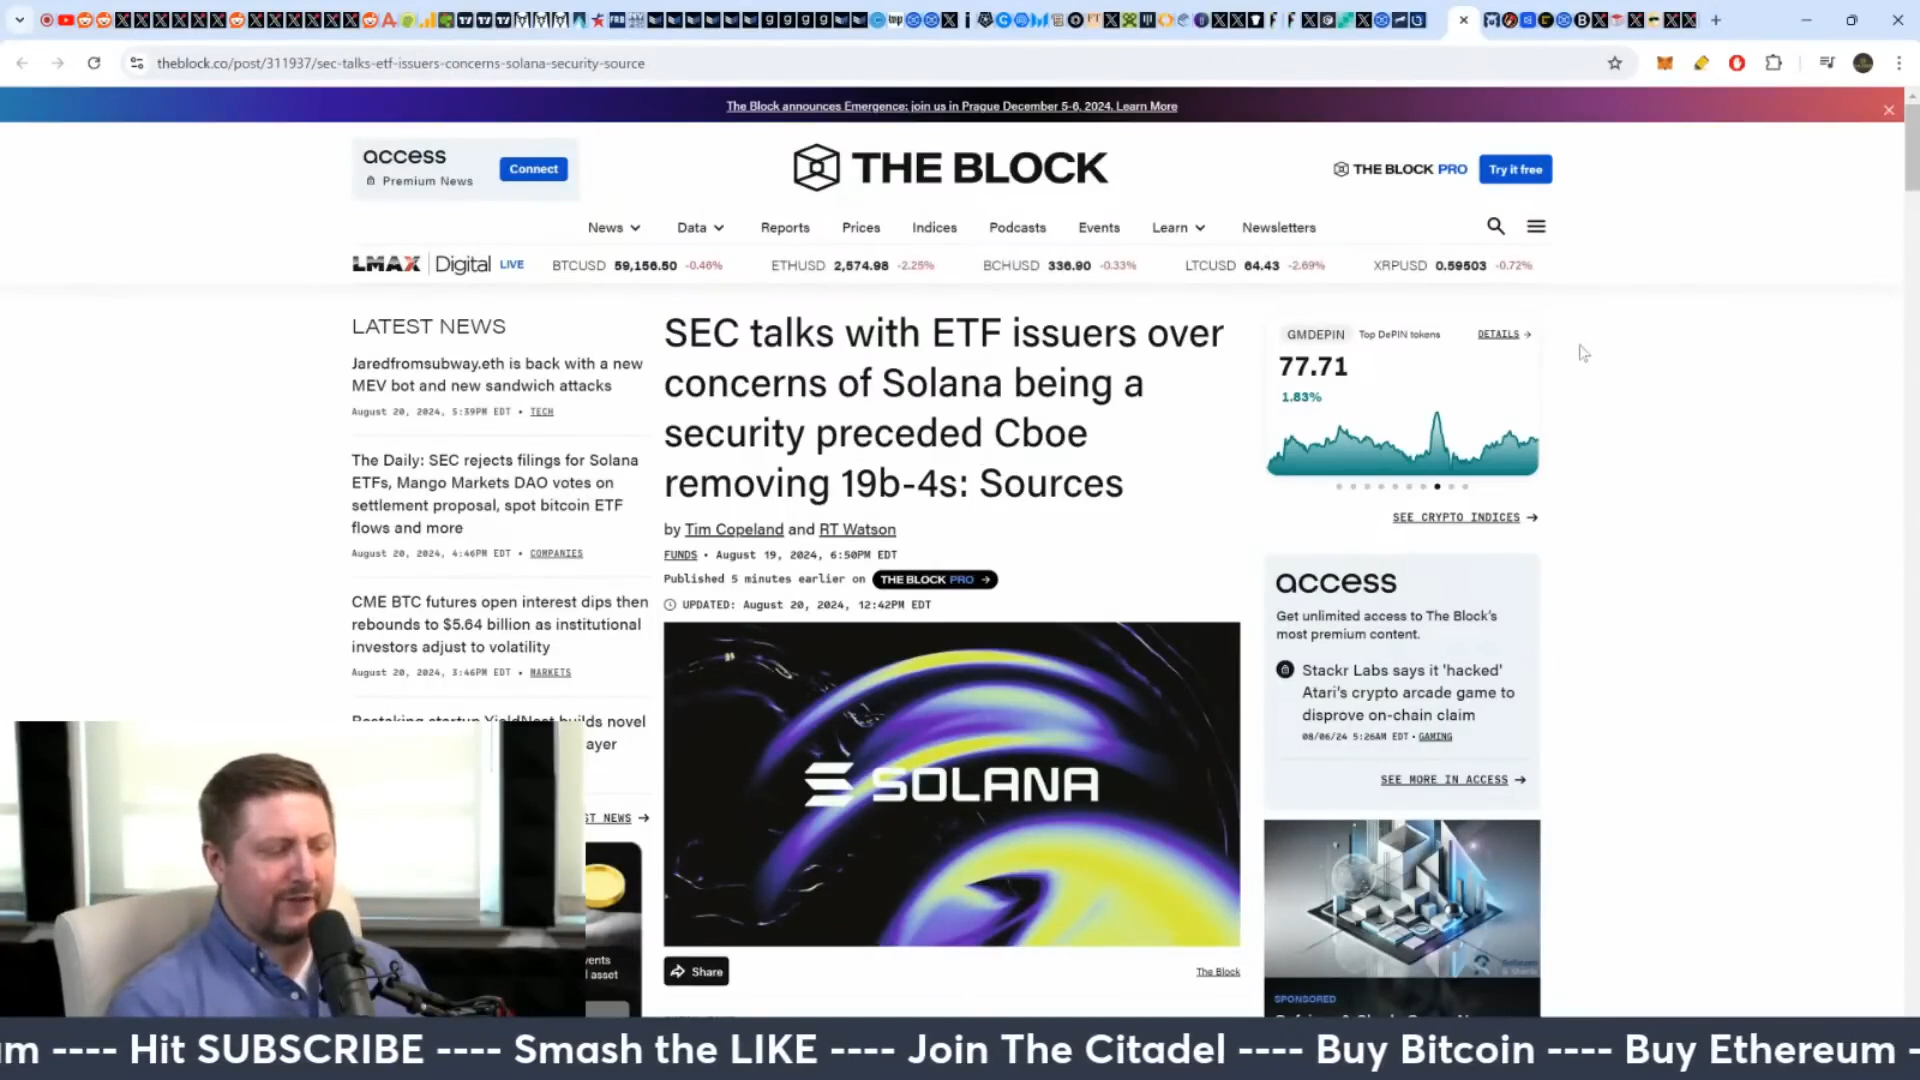 theblock.co/post/311937/sec-talks-etf-issuers-concerns-solana-security-source
The Block announces Emergence: join us in Prague December 5-6, 2024. Learn More
access
Premium News
Connect
THE BLOCK
THE BLOCK PRO
Try it free
News
Data
Reports
Prices
Indices
Podcasts
Events
Learn
Newsletters
LMAX Digital LIVE
BTCUSD 59,156.50 -0.46%
ETHUSD 2,574.98 -2.25%
BCHUSD 336.90 -0.33%
LTCUSD 64.43 -2.69%
XRPUSD 0.59503 -0.72%
LATEST NEWS
Jaredfromsubway.eth is back with a new
MEV bot and new sandwich attacks
August 20, 2024, 5:39PM EDT • TECH
The Daily: SEC rejects filings for Solana
ETFs, Mango Markets DAO votes on
settlement proposal, spot bitcoin ETF
flows and more
August 20, 2024, 4:46PM EDT • COMPANIES
CME BTC futures open interest dips then
rebounds to $5.64 billion as institutional
investors adjust to volatility
August 20, 2024, 3:46PM EDT • MARKETS
Restaking startup YieldNest builds novel
ayer
ST NEWS
vents
l asset
SEC talks with ETF issuers over
concerns of Solana being a
security preceded Cboe
removing 19b-4s: Sources
by Tim Copeland and RT Watson
FUNDS • August 19, 2024, 6:50PM EDT
Published 5 minutes earlier on THE BLOCK PRO
UPDATED: August 20, 2024, 12:42PM EDT
SOLANA
Share
The Block
GMDEPIN Top DePIN tokens DETAILS
77.71
1.83%
SEE CRYPTO INDICES
access
Get unlimited access to The Block's
most premium content.
Stackr Labs says it 'hacked'
Atari's crypto arcade game to
disprove on-chain claim
08/06/24 5:26AM EDT • GAMING
SEE MORE IN ACCESS
SPONSORED
um ---- Hit SUBSCRIBE ---- Smash the LIKE ---- Join The Citadel ---- Buy Bitcoin ---- Buy Ethereum -